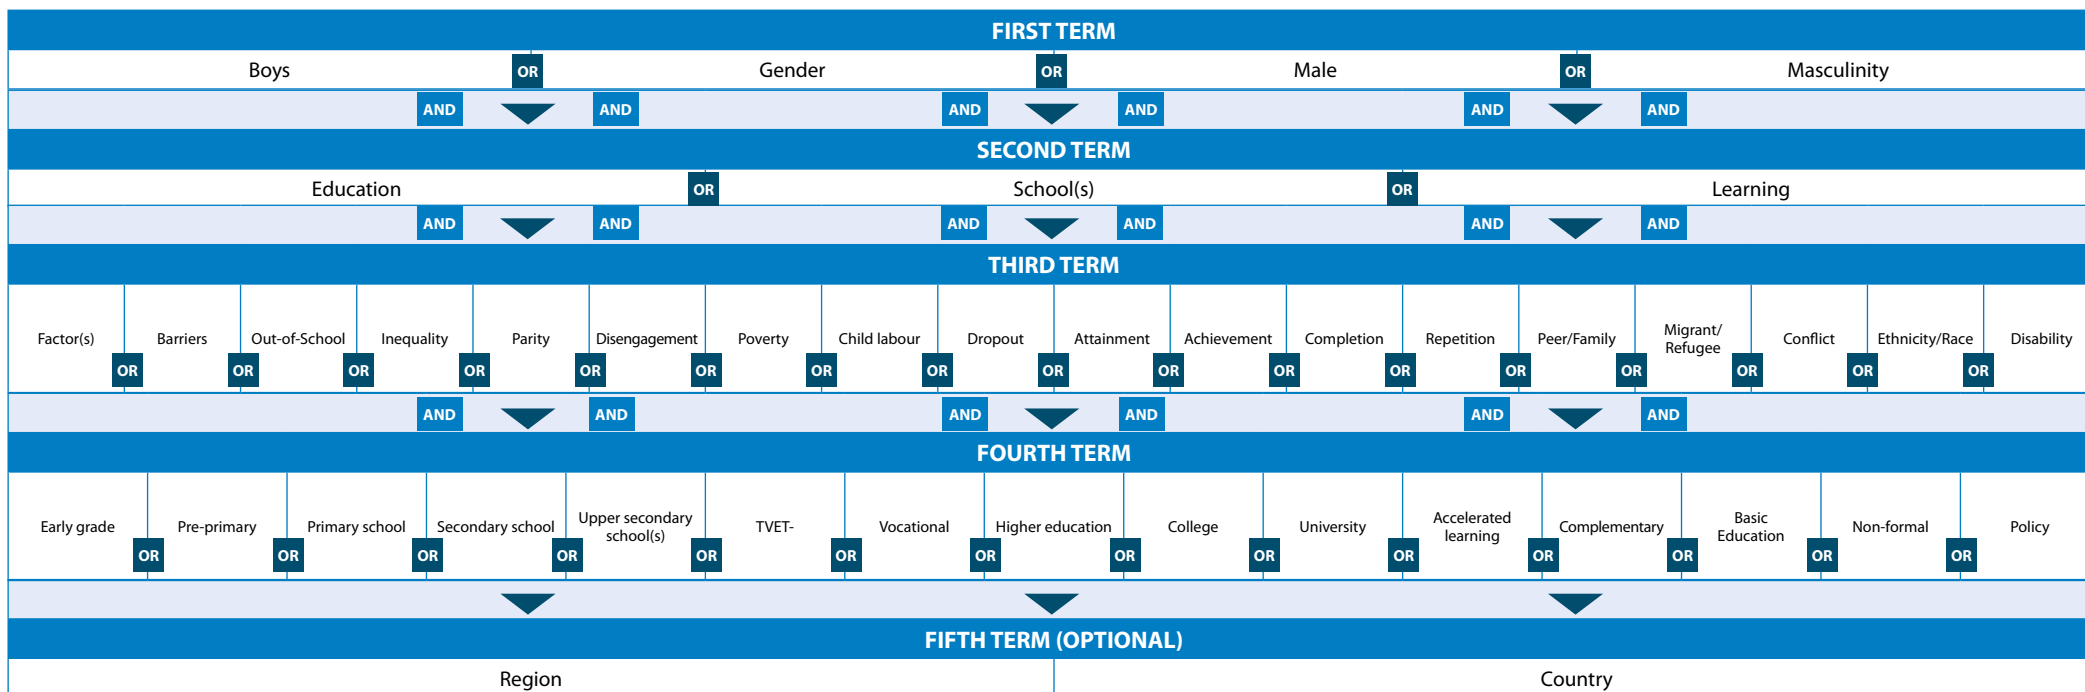 FIRST TERM
Boys OR Gender OR Male OR Masculinity
AND AND AND AND AND AND
SECOND TERM
Education OR School(s) OR Learning
AND AND AND AND AND AND
THIRD TERM
Factor(s) OR Barriers OR Out-of-School OR Inequality OR Parity OR Disengagement OR Poverty OR Child labour OR Dropout OR Attainment OR Achievement OR Completion OR Repetition OR Peer/Family OR Migrant/
Refugee OR Conflict OR Ethnicity/Race OR Disability
AND AND AND AND AND AND
FOURTH TERM
Early grade OR Pre-primary OR Primary school OR Secondary school OR Upper secondary
school(s) OR TVET- OR Vocational OR Higher education OR College OR University OR Accelerated
learning OR Complementary OR Basic
Education OR Non-formal OR Policy
FIFTH TERM (OPTIONAL)
Region Country